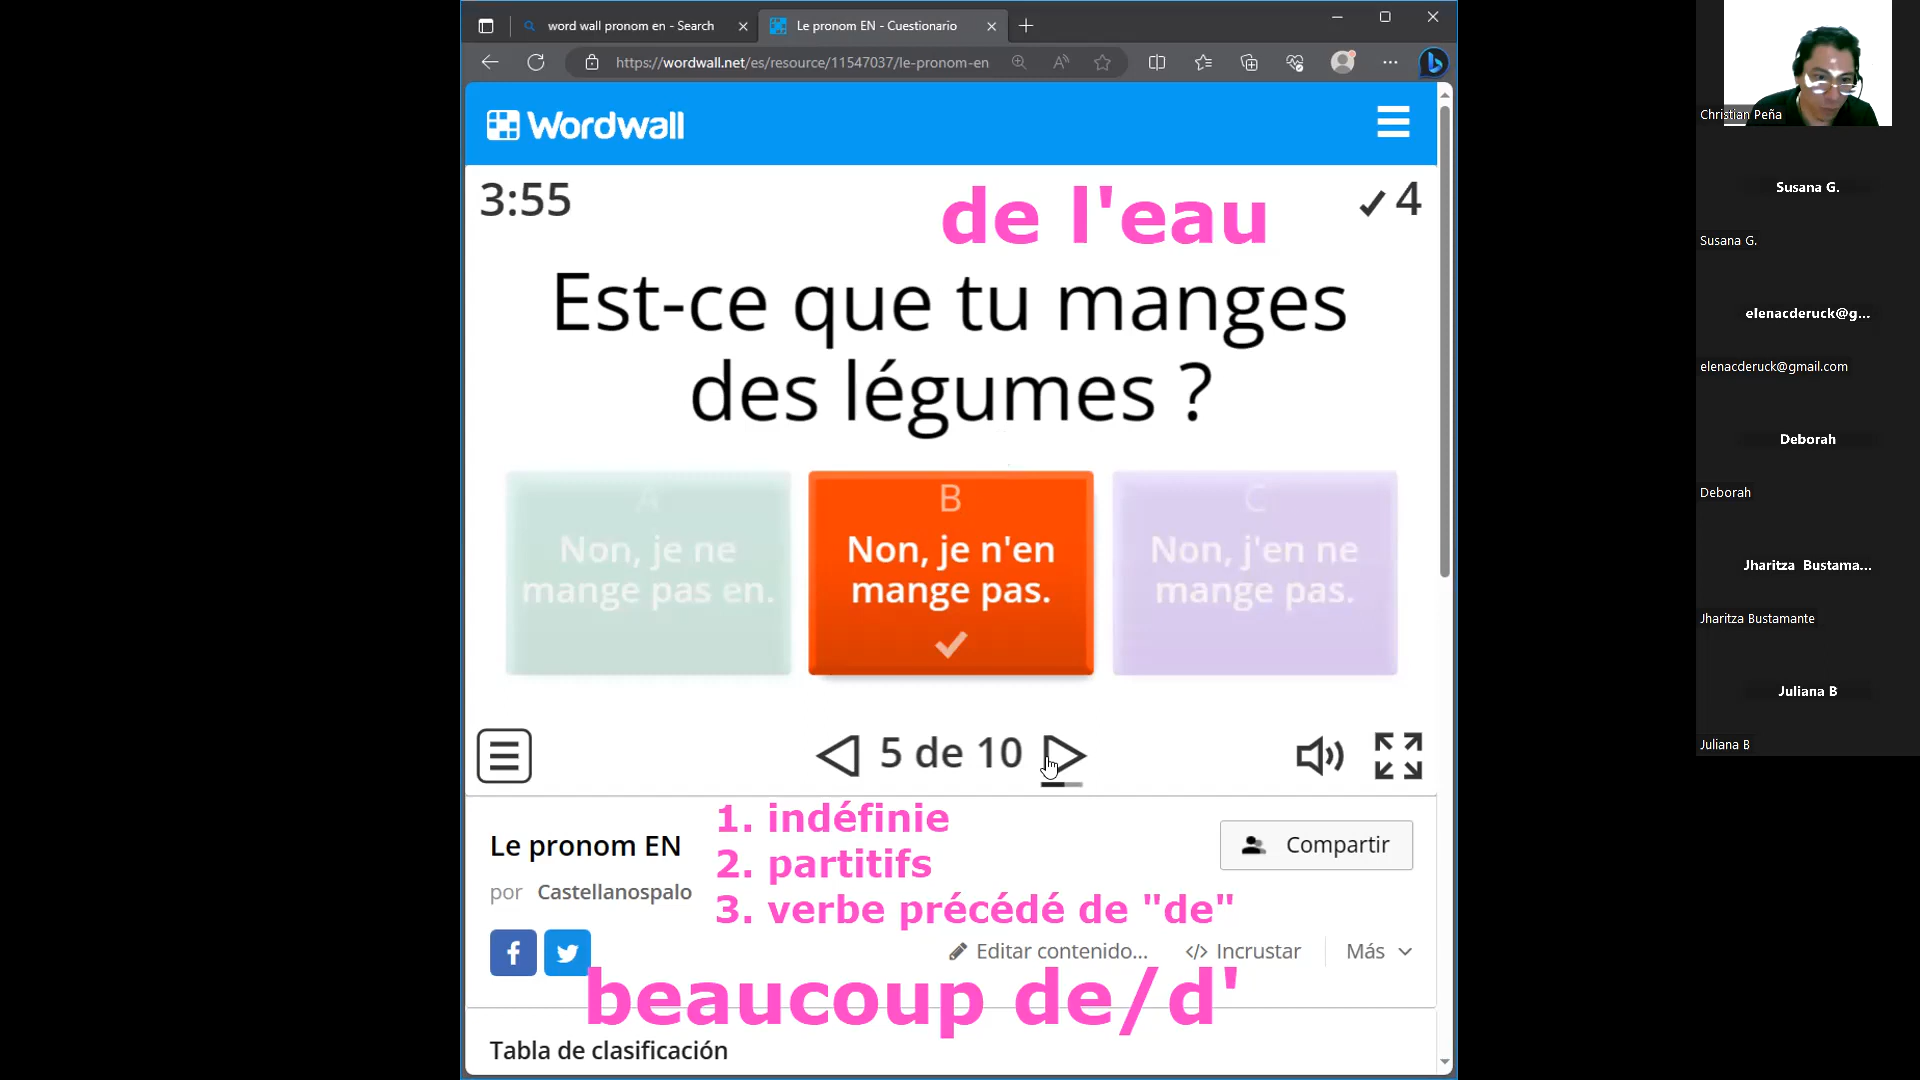 word wall pronom en - Search
Le pronom EN - Cuestionario
https://wordwall.net/es/resource/11547037/le-pronom-en
Wordwall
3:55
de l'eau
4
Est-ce que tu manges
des légumes ?
A
Non, je ne
mange pas en.
B
Non, je n'en
mange pas.
C
Non, j'en ne
mange pas.
5 de 10
1. indéfinie
2. partitifs
3. verbe précédé de "de"
Le pronom EN
por Castellanospalo
Compartir
Editar contenido...
Incrustar
Más
beaucoup de/d'
Tabla de clasificación
Christian Peña
Susana G.
Susana G.
elenacderuck@g...
elenacderuck@gmail.com
Deborah
Deborah
Jharitza Bustama...
Jharitza Bustamante
Juliana B
Juliana B